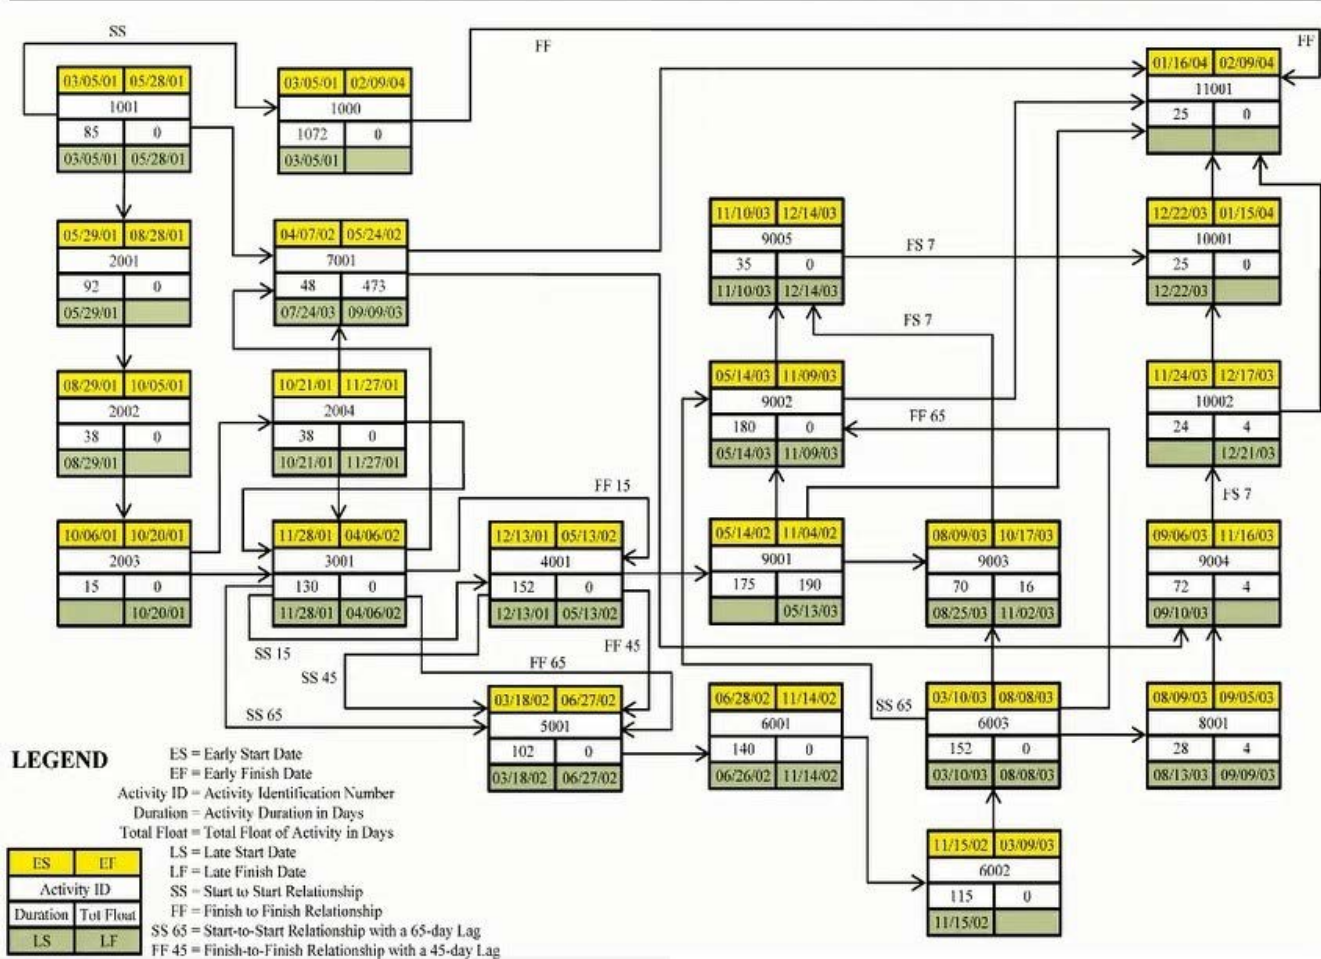 SS
FF
FF
03/05/01 05/28/01
1001
85 0
03/05/01 05/28/01
03/05/01 02/09/04
1000
1072 0
03/05/01
01/16/04 02/09/04
11001
25 0
05/29/01 08/28/01
2001
92 0
05/29/01
04/07/02 05/24/02
7001
48 473
07/24/03 09/09/03
11/10/03 12/14/03
9005
35 0
11/10/03 12/14/03
FS 7
12/22/03 01/15/04
10001
25 0
12/22/03
FS 7
08/29/01 10/05/01
2002
38 0
08/29/01
10/21/01 11/27/01
2004
38 0
10/21/01 11/27/01
05/14/03 11/09/03
9002
180 0
05/14/03 11/09/03
FF 65
11/24/03 12/17/03
10002
24 4
12/21/03
FF 15
FS 7
10/06/01 10/20/01
2003
15 0
10/20/01
11/28/01 04/06/02
3001
130 0
11/28/01 04/06/02
12/13/01 05/13/02
4001
152 0
12/13/01 05/13/02
05/14/02 11/04/02
9001
175 190
05/13/03
08/09/03 10/17/03
9003
70 16
08/25/03 11/02/03
09/06/03 11/16/03
9004
72 4
09/10/03
SS 15
FF 45
SS 45
FF 65
SS 65
SS 65
03/18/02 06/27/02
5001
102 0
03/18/02 06/27/02
06/28/02 11/14/02
6001
140 0
06/26/02 11/14/02
03/10/03 08/08/03
6003
152 0
03/10/03 08/08/03
08/09/03 09/05/03
8001
28 4
08/13/03 09/09/03
11/15/02 03/09/03
6002
115 0
11/15/02
LEGEND
ES = Early Start Date
EF = Early Finish Date
Activity ID = Activity Identification Number
Duration = Activity Duration in Days
Total Float = Total Float of Activity in Days
LS = Late Start Date
LF = Late Finish Date
SS = Start to Start Relationship
FF = Finish to Finish Relationship
SS 65 = Start-to-Start Relationship with a 65-day Lag
FF 45 = Finish-to-Finish Relationship with a 45-day Lag
ES EF
Activity ID
Duration Tot Float
LS LF